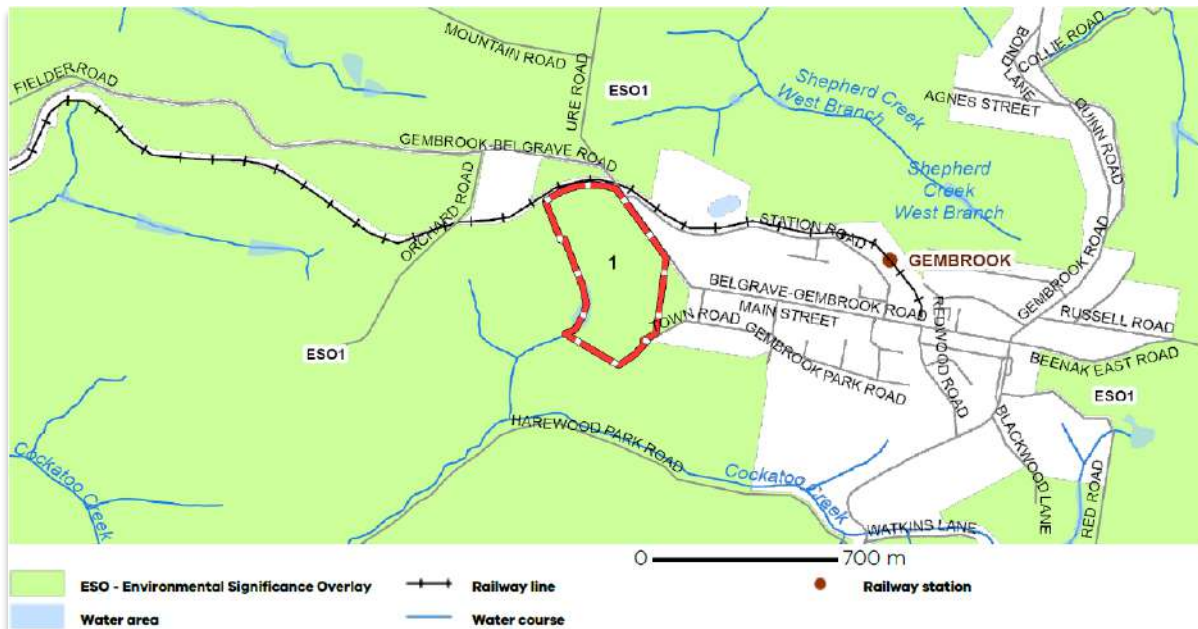 MOUNTAIN ROAD
BOND
LANE
COLLIE ROAD
FIELDER ROAD
URE ROAD
ESO1
Shepherd Creek
West Branch
AGNES STREET
QUINN ROAD
GEMBROOK-BELGRAVE ROAD
Shepherd
Creek
West Branch
ORCHARD ROAD
STATION ROAD
1
GEMBROOK
GEMBROOK ROAD
BELGRAVE-GEMBROOK ROAD
MAIN STREET
TOWN ROAD
REDWOOD ROAD
RUSSELL ROAD
ESO1
GEMBROOK PARK ROAD
BEENAK EAST ROAD
ESO1
HAREWOOD PARK ROAD
BLACKWOOD LANE
Cockatoo
Creek
Cockatoo Creek
RED ROAD
WATKINS LANE
0 700 m
ESO - Environmental Significance Overlay
Railway line
Railway station
Water area
Water course